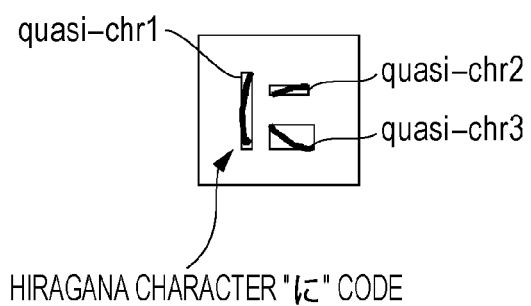 quasi-chr1
quasi-chr2
quasi-chr3
HIRAGANA CHARACTER "に" CODE